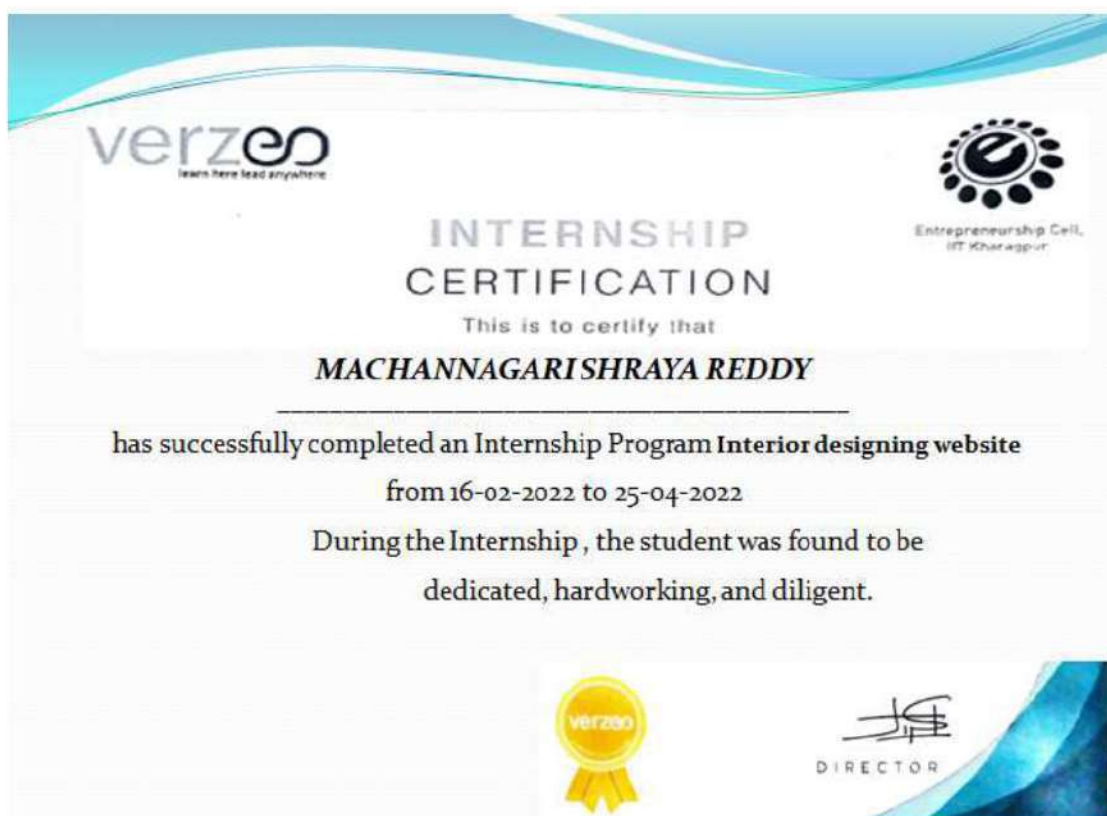 verzeo
learn here lead anywhere
e
Entrepreneurship Cell,
IIT Kharagpur
INTERNSHIP
CERTIFICATION
This is to certify that
MACHANNAGARI SHRAYA REDDY
has successfully completed an Internship Program Interior designing website
from 16-02-2022 to 25-04-2022
During the Internship , the student was found to be
dedicated, hardworking, and diligent.
verzeo
DIRECTOR